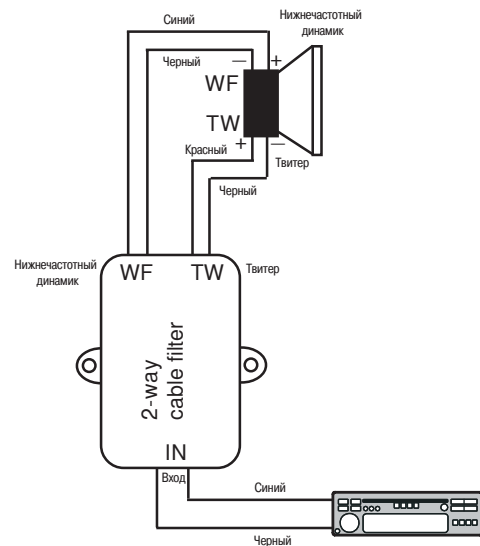 Синий
Нижнечастотный
динамик
Черный
— +
WF
TW
Красный
+ —
Твитер
Черный
Нижнечастотный
динамик
WF TW
Твитер
2-way
cable filter
IN
Вход
Синий
Черный